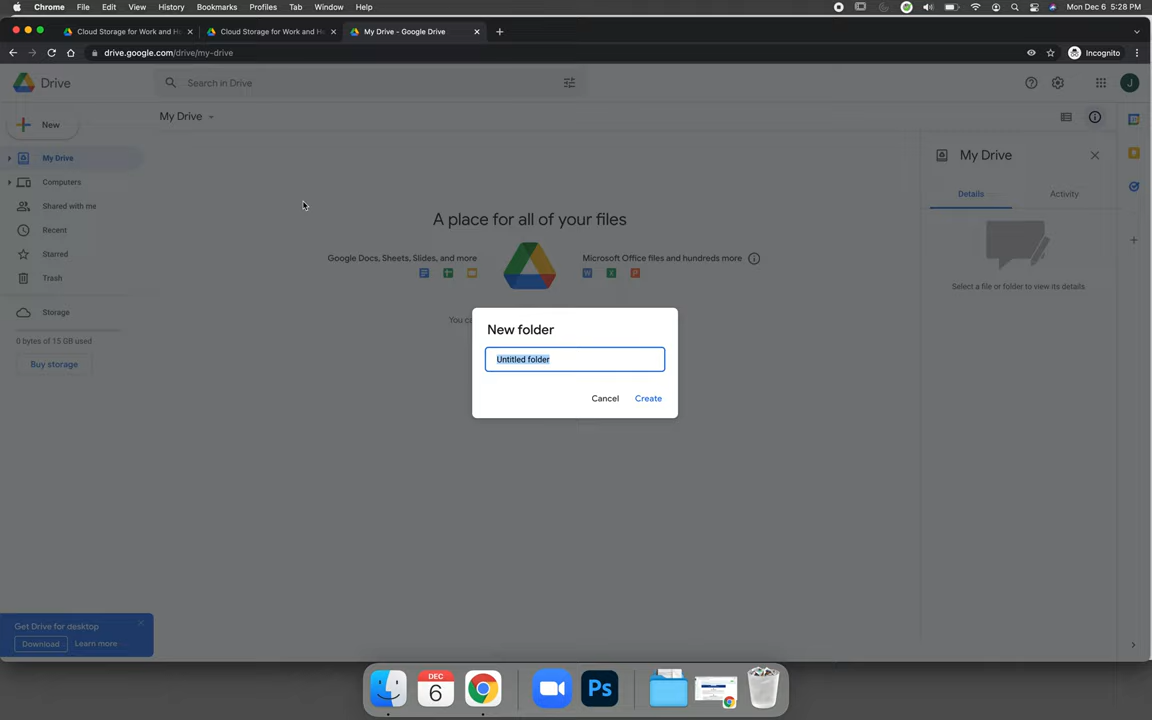 Chrome File Edit View History Bookmarks Profiles Tab Window Help Mon Dec 6 5:28 PM
Cloud Storage for Work and H Cloud Storage for Work and H My Drive - Google Drive
drive.google.com/drive/my-drive Incognito
Drive Search in Drive J
New My Drive
My Drive
Computers
Shared with me
Recent
Starred
Trash
Storage
0 bytes of 15 GB used
Buy storage
A place for all of your files
Google Docs, Sheets, Slides, and more Microsoft Office files and hundreds more
W X P
You c
New folder
Untitled folder
Cancel Create
My Drive
Details Activity
Select a file or folder to view its details
Get Drive for desktop
Download Learn more
DEC
6
Ps